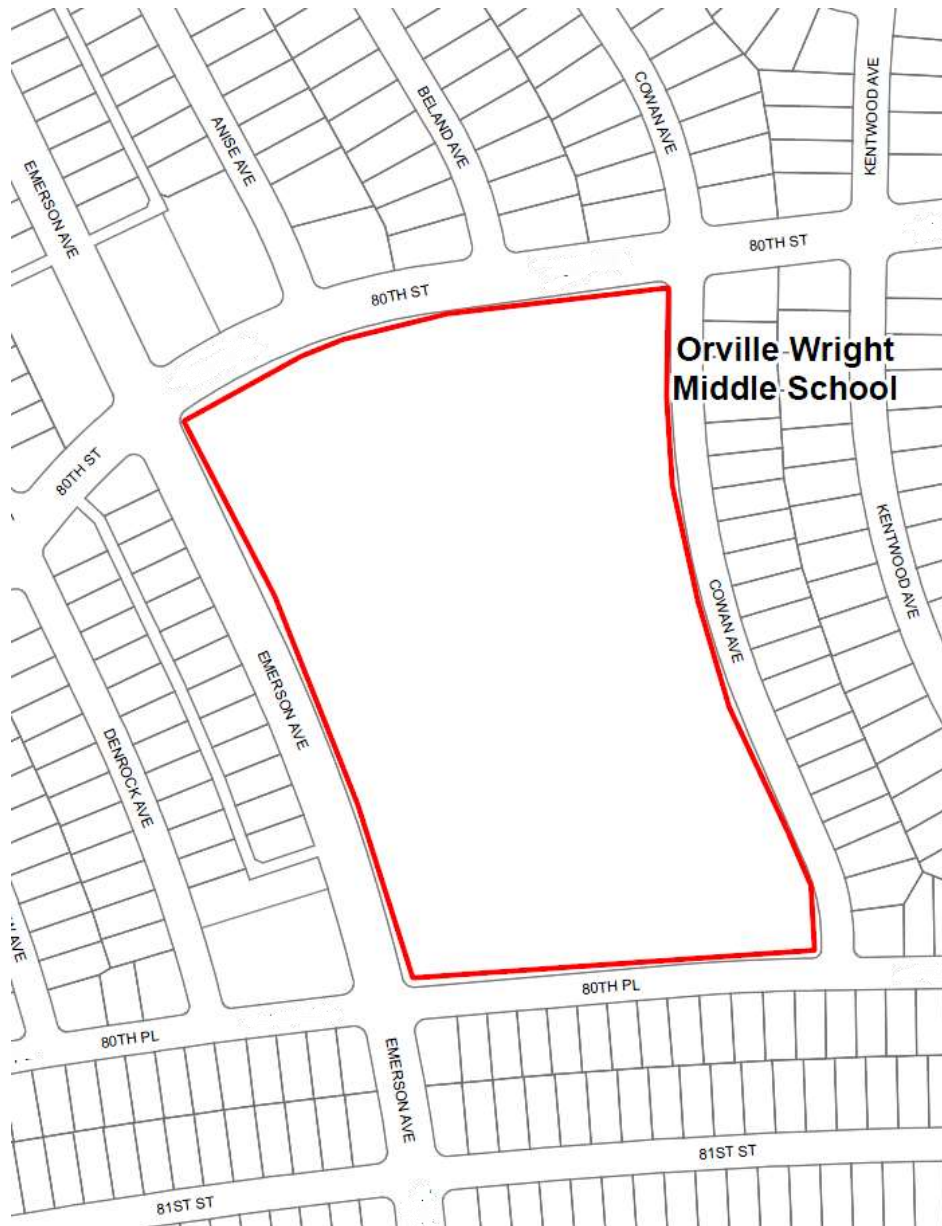 COWAN AVE
KENTWOOD AVE
BELAND AVE
ANISE AVE
EMERSON AVE
80TH ST
80TH ST
Orville Wright
Middle School
80TH ST
KENTWOOD AVE
COWAN AVE
EMERSON AVE
DENROCK AVE
AVE
80TH PL
80TH PL
EMERSON AVE
81ST ST
81ST ST